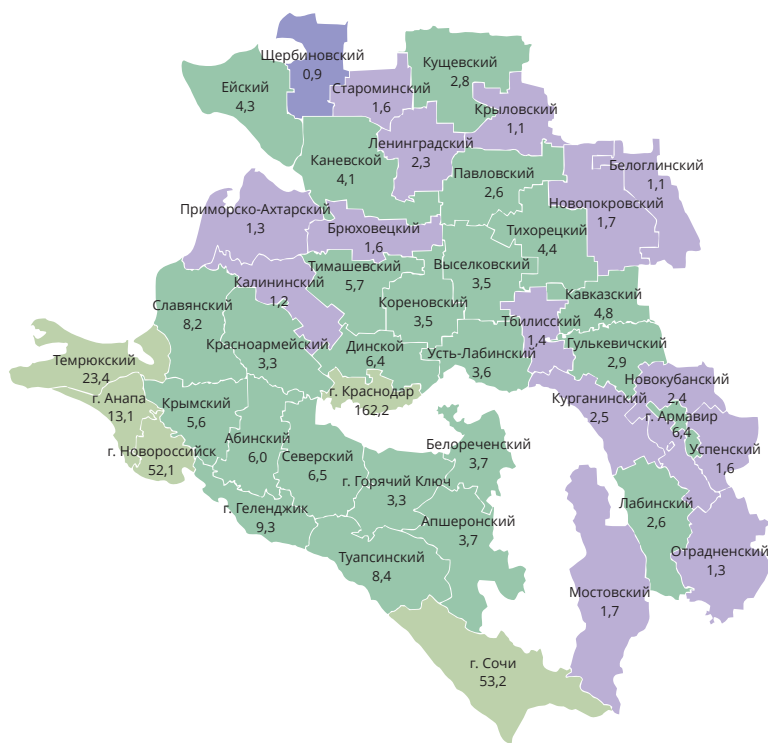 Щербиновский
0,9
Кущевский
2,8
Ейский
4,3
Староминский
1,6
Крыловский
1,1
Ленинградский
2,3
Каневской
4,1
Павловский
2,6
Белоглинский
1,1
Новопокровский
1,7
Приморско-Ахтарский
1,3
Брюховецкий
1,6
Тихорецкий
4,4
Тимашевский
5,7
Выселковский
3,5
Калининский
1,2
Кореновский
3,5
Кавказский
4,8
Славянский
8,2
Тбилисский
1,4
Красноармейский
3,3
Динской
6,4
Усть-Лабинский
3,6
Гулькевичский
2,9
Темрюкский
23,4
г. Краснодар
162,2
Новокубанский
2,4
г. Анапа
13,1
Крымский
5,6
Курганинский
2,5
г. Армавир
6,4
г. Новороссийск
52,1
Абинский
6,0
Северский
6,5
Белореченский
3,7
Успенский
1,6
г. Горячий Ключ
3,3
г. Геленджик
9,3
Апшеронский
3,7
Лабинский
2,6
Туапсинский
8,4
Отрадненский
1,3
Мостовский
1,7
г. Сочи
53,2